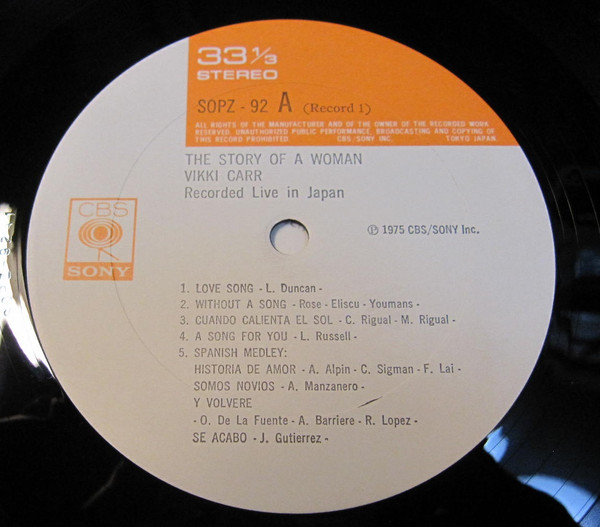 33 1/3
STEREO
SOPZ - 92 A (Record 1)
ALL RIGHTS OF THE MANUFACTURER AND OF THE OWNER OF THE RECORDED WORK
RESERVED. UNAUTHORIZED PUBLIC PERFORMANCE, BROADCASTING AND COPYING OF
THIS RECORD PROHIBITED. CBS/SONY INC. TOKYO JAPAN
THE STORY OF A WOMAN
VIKKI CARR
Recorded Live in Japan
CBS
SONY
℗ 1975 CBS/SONY Inc.
1. LOVE SONG - L. Duncan -
2. WITHOUT A SONG - Rose - Eliscu - Youmans -
3. CUANDO CALIENTA EL SOL - C. Rigual - M. Rigual -
4. A SONG FOR YOU - L. Russell -
5. SPANISH MEDLEY:
HISTORIA DE AMOR - A. Alpin - C. Sigman - F. Lai -
SOMOS NOVIOS - A. Manzanero -
Y VOLVERE
- O. De La Fuente - A. Barriere - R. Lopez -
SE ACABO - J. Gutierrez -